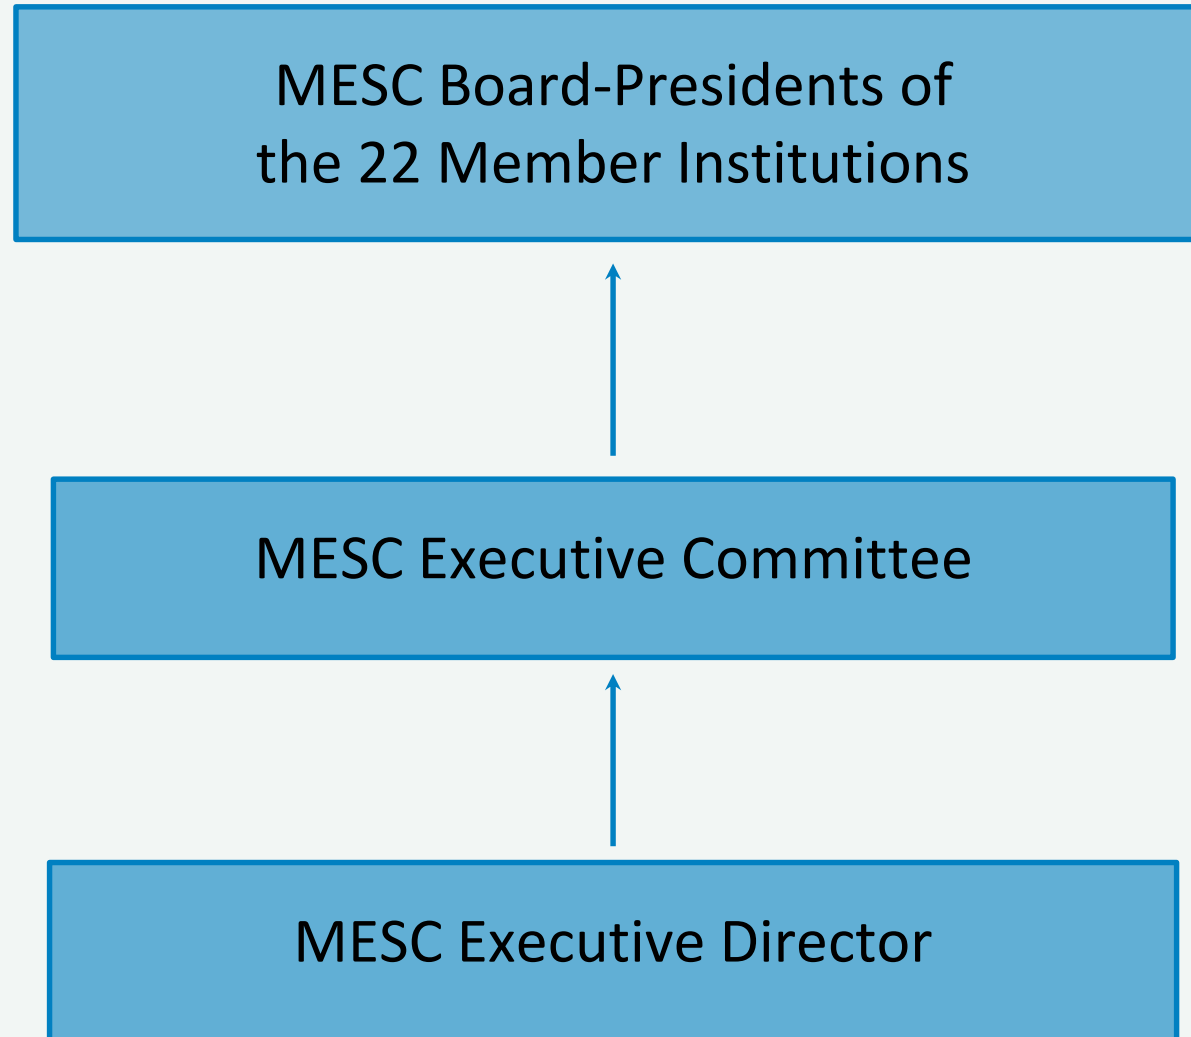 MESC Board-Presidents of
the 22 Member Institutions
MESC Executive Committee
MESC Executive Director